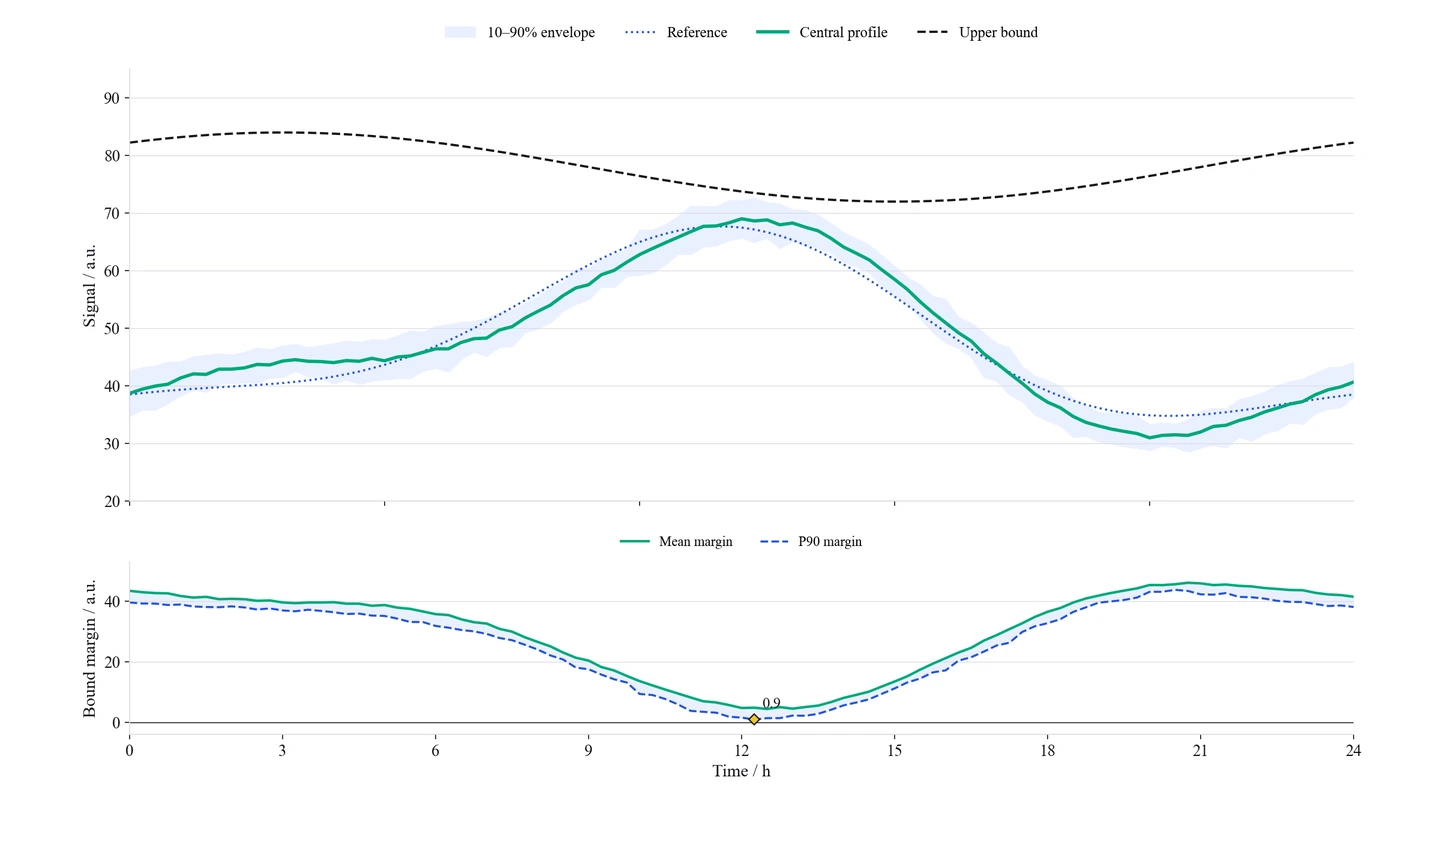 10–90% envelope Reference Central profile Upper bound
90
80
70
60
50
40
30
20
Signal / a.u.
Mean margin P90 margin
40
20
0
Bound margin / a.u.
0.9
0 3 6 9 12 15 18 21 24
Time / h